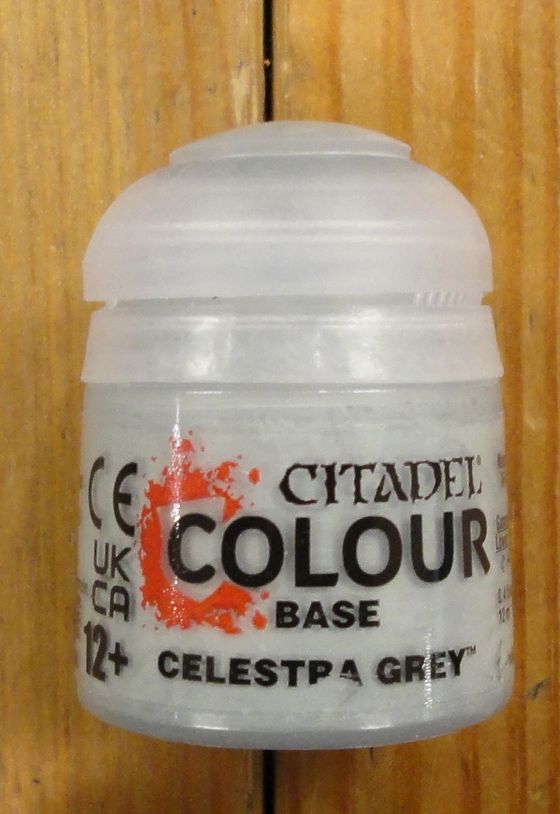 CE
UK
CA
12+
CITADEL®
COLOUR
BASE
CELESTRA GREY™